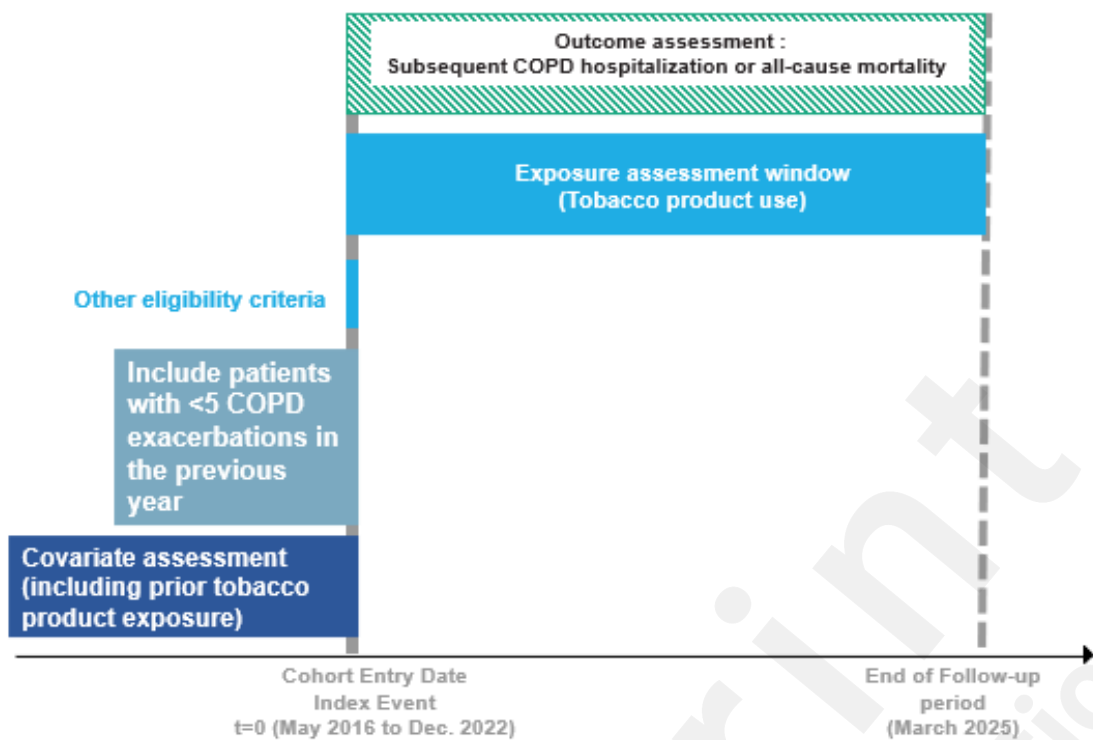 Outcome assessment :
Subsequent COPD hospitalization or all-cause mortality
Exposure assessment window
(Tobacco product use)
Other eligibility criteria
Include patients
with <5 COPD
exacerbations in
the previous
year
Covariate assessment
(including prior tobacco
product exposure)
Cohort Entry Date
Index Event
t=0 (May 2016 to Dec. 2022)
End of Follow-up
period
(March 2025)